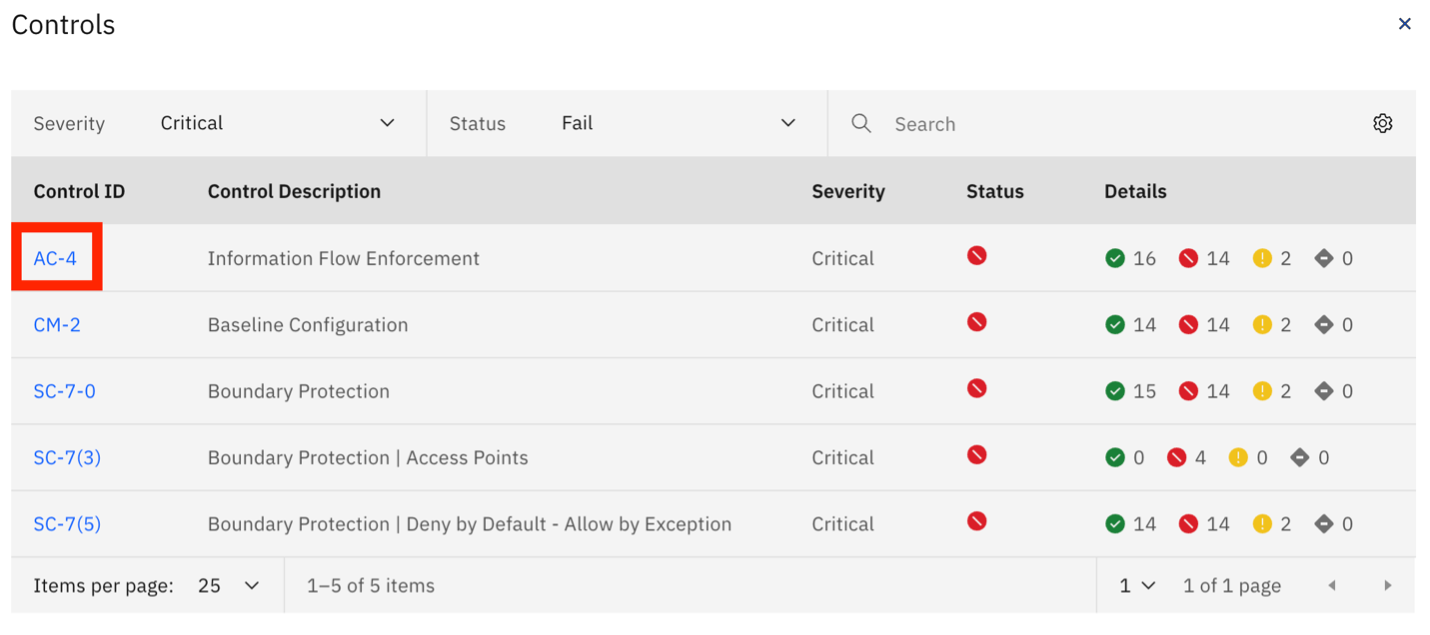 Controls
Severity Critical Status Fail Search
Control ID Control Description Severity Status Details
AC-4 Information Flow Enforcement Critical 16 14 2 0
CM-2 Baseline Configuration Critical 14 14 2 0
SC-7-0 Boundary Protection Critical 15 14 2 0
SC-7(3) Boundary Protection | Access Points Critical 0 4 0 0
SC-7(5) Boundary Protection | Deny by Default - Allow by Exception Critical 14 14 2 0
Items per page: 25 1–5 of 5 items 1 1 of 1 page